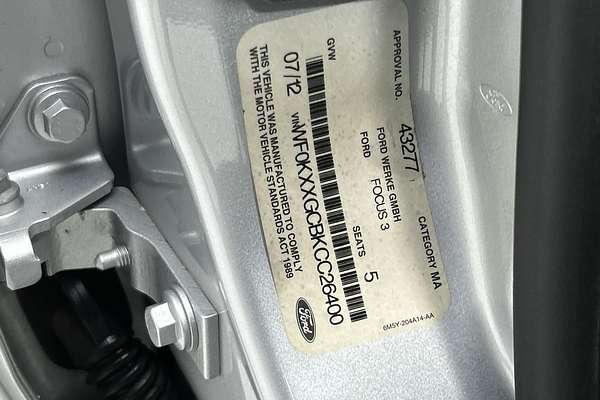 APPROVAL NO. 43277 CATEGORY MA
FORD WERKE GMBH
FORD FOCUS 3
GVW SEATS 5
07/12 VIN WF0KXXGCBKCC26400
THIS VEHICLE WAS MANUFACTURED TO COMPLY
WITH THE MOTOR VEHICLE STANDARDS ACT 1989
Ford
6M5Y-204A14-AA
Ford